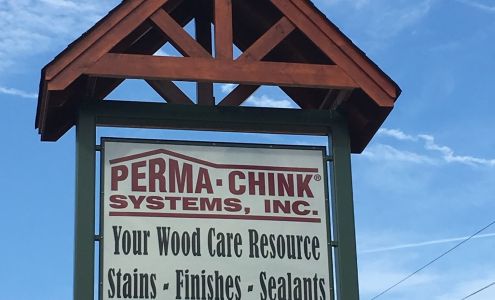 PERMA-CHINK®
SYSTEMS, INC.
Your Wood Care Resource
Stains - Finishes - Sealants